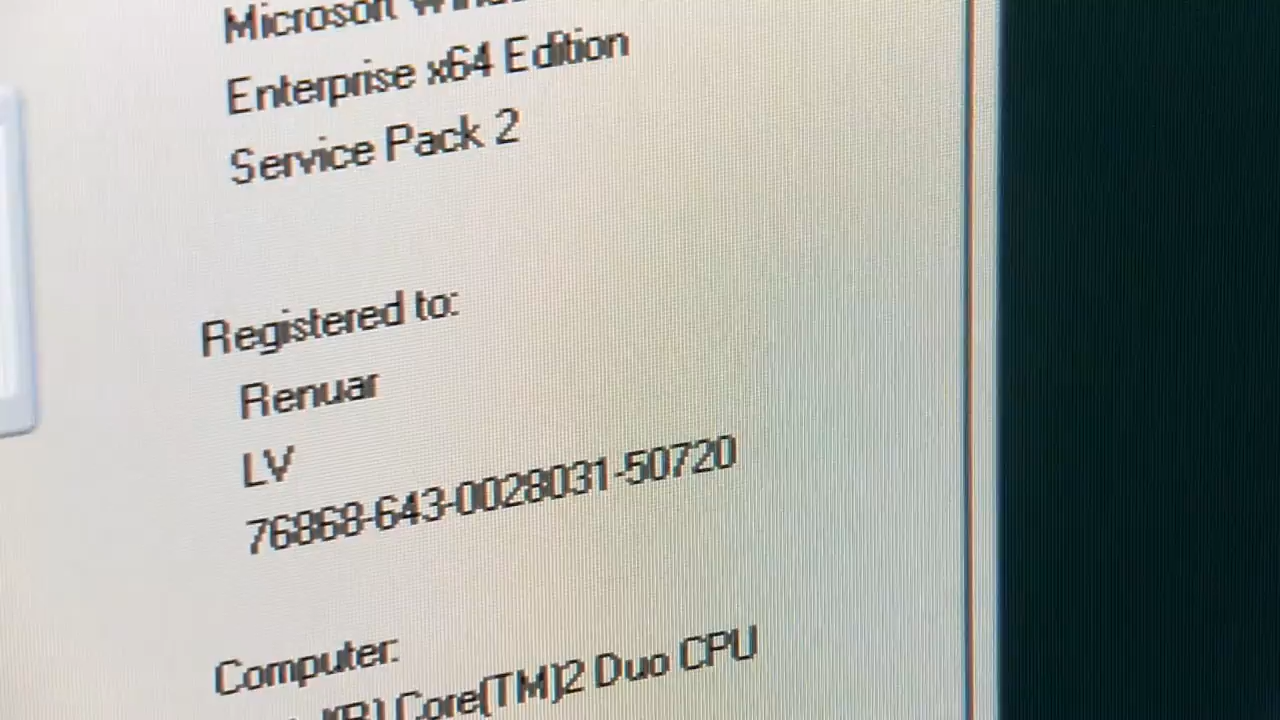 Microsoft
Enterprise x64 Edition
Service Pack 2
Registered to:
Renuar
LV
76868-643-0028031-50720
Computer:
Core(TM)2 Duo CPU